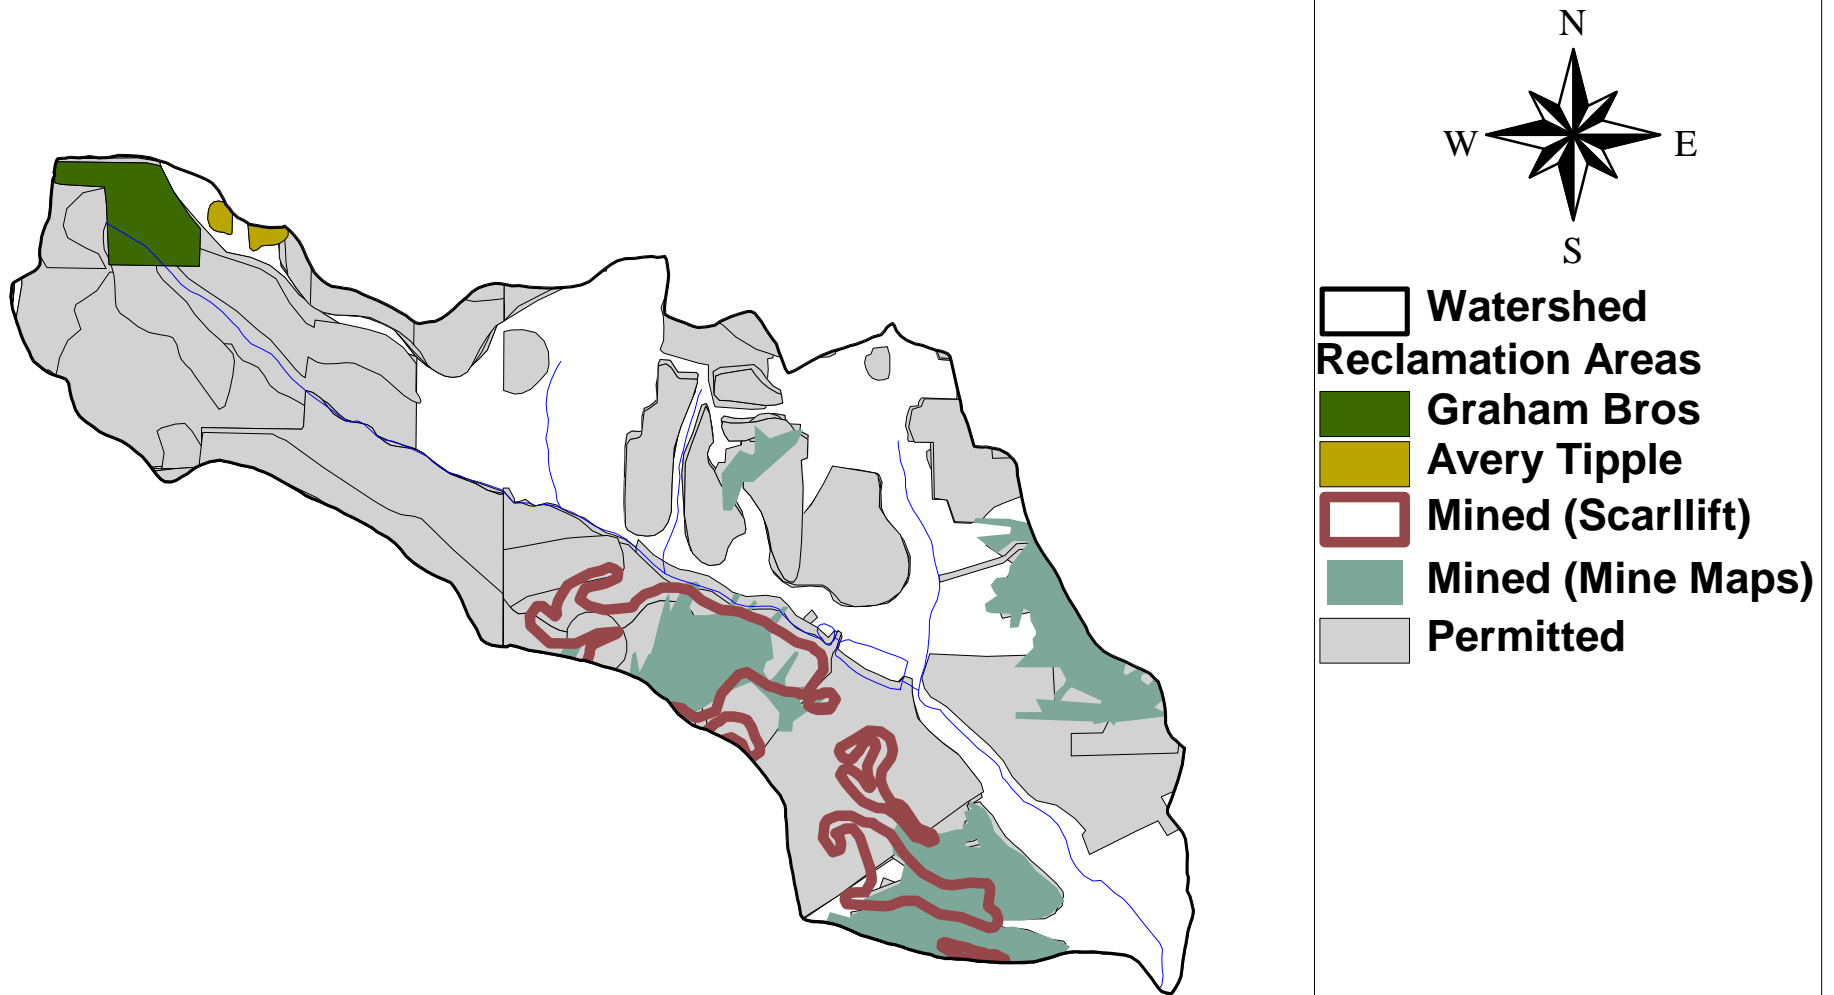 N
W E
S
Watershed
Reclamation Areas
Graham Bros
Avery Tipple
Mined (Scarllift)
Mined (Mine Maps)
Permitted